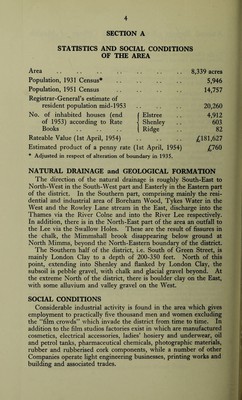 4
SECTION A
STATISTICS AND SOCIAL CONDITIONS
OF THE AREA
Area .. .. .. .. .. .. .. 8,339 acres
Population, 1931 Census* .. .. .. .. 5,946
Population, 1951 Census .. .. .. .. 14,757
Registrar-General's estimate of
resident population mid-1953 .. .. .. 20,260
No. of inhabited houses (end { Elstree .. 4,912
of 1953) according to Rate { Shenley .. 603
Books .. .. .. { Ridge .. 82
Rateable Value (1st April, 1954) .. .. .. £181,627
Estimated product of a penny rate (1st April, 1954) £760
* Adjusted in respect of alteration of boundary in 1935.
NATURAL DRAINAGE and GEOLOGICAL FORMATION
The direction of the natural drainage is roughly South-East to
North-West in the South-West part and Easterly in the Eastern part
of the district. In the Southern part, comprising mainly the resi-
dential and industrial area of Boreham Wood, Tykes Water in the
West and the Rowley Lane stream in the East, discharge into the
Thames via the River Colne and into the River Lee respectively.
In addition, there is in the North-East part of the area an outfall to
the Lee via the Swallow Holes. These are the result of fissures in
the chalk, the Mimmshall brook disappearing below ground at
North Mimms, beyond the North-Eastern boundary of the district.
The Southern half of the district, i.e. South of Green Street, is
mainly London Clay to a depth of 200-350 feet. North of this
point, extending into Shenley and flanked by London Clay, the
subsoil is pebble gravel, with chalk and glacial gravel beyond. At
the extreme North of the district, there is boulder clay on the East,
with some alluvium and valley gravel on the West.
SOCIAL CONDITIONS
Considerable industrial activity is found in the area which gives
employment to practically five thousand men and women excluding
the "film crowds" which invade the district from time to time. In
addition to the film studios factories exist in which are manufactured
cosmetics, electrical accessories, ladies' hosiery and underwear, oil
and petrol tanks, pharmaceutical chemicals, photographic materials,
rubber and rubberised cork components, while a number of other
Companies operate light engineering businesses, printing works and
building and associated trades.